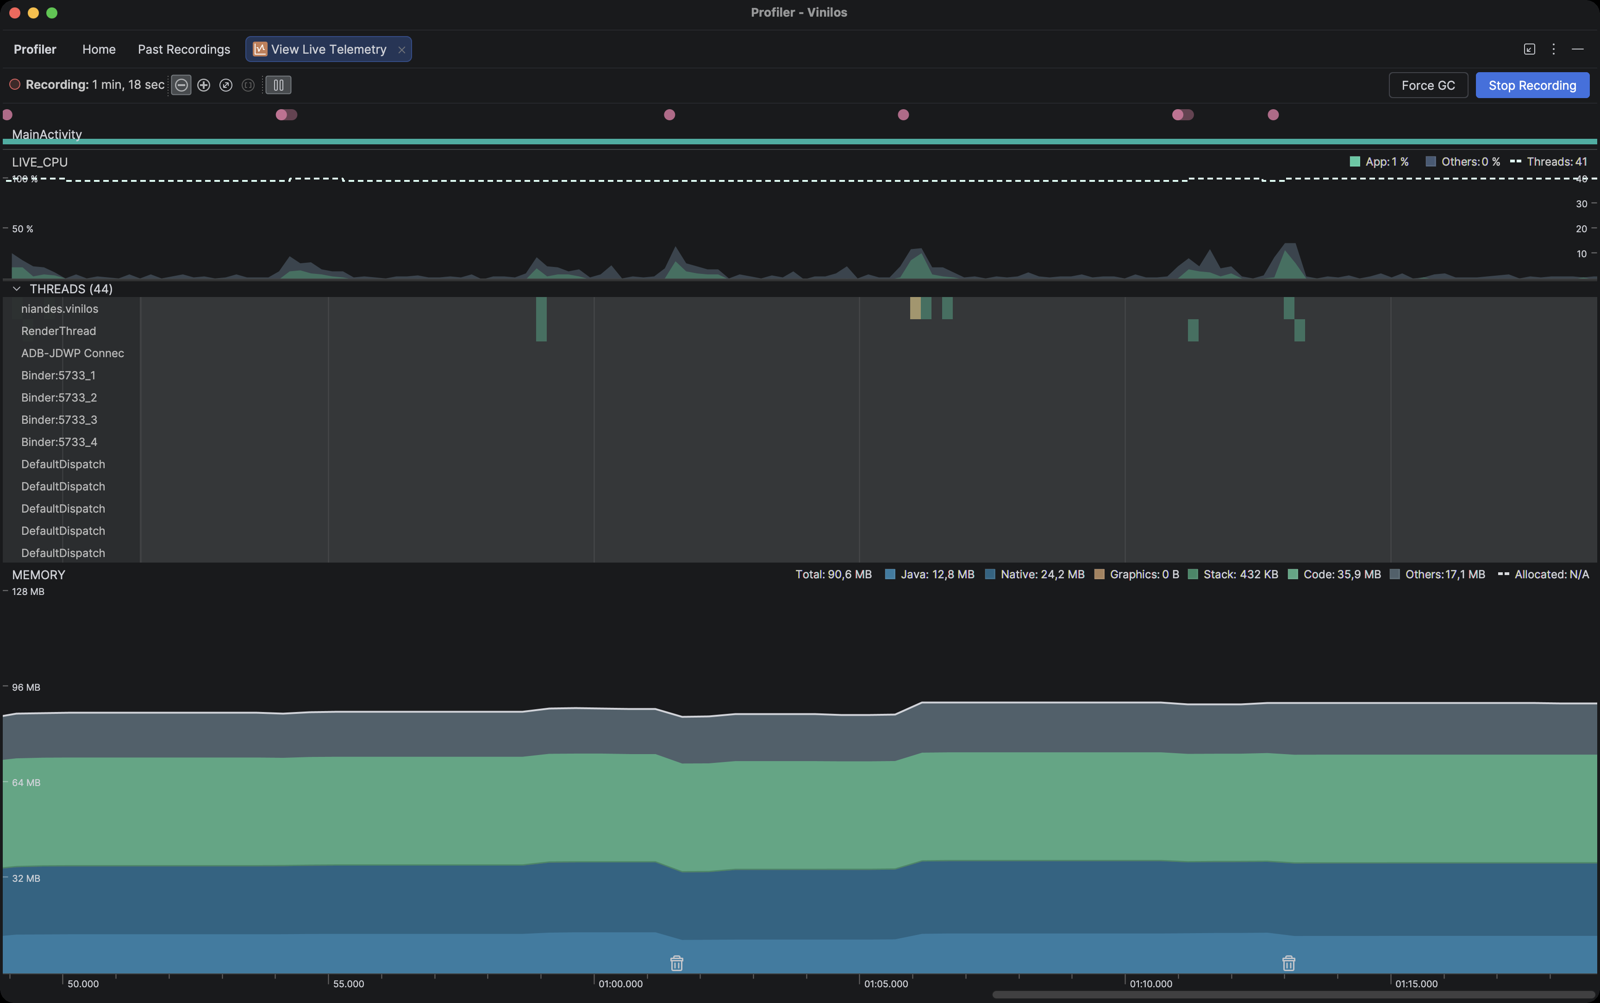 Profiler - Vinilos
Profiler Home Past Recordings View Live Telemetry
Recording: 1 min, 18 sec Force GC Stop Recording
MainActivity
LIVE_CPU App: 1 % Others: 0 % Threads: 41
100 % 40
30
50 % 20
10
THREADS (44)
niandes.vinilos
RenderThread
ADB-JDWP Connec
Binder:5733_1
Binder:5733_2
Binder:5733_3
Binder:5733_4
DefaultDispatch
DefaultDispatch
DefaultDispatch
DefaultDispatch
DefaultDispatch
MEMORY Total: 90,6 MB Java: 12,8 MB Native: 24,2 MB Graphics: 0 B Stack: 432 KB Code: 35,9 MB Others: 17,1 MB Allocated: N/A
128 MB
96 MB
64 MB
32 MB
50.000 55.000 01:00.000 01:05.000 01:10.000 01:15.000